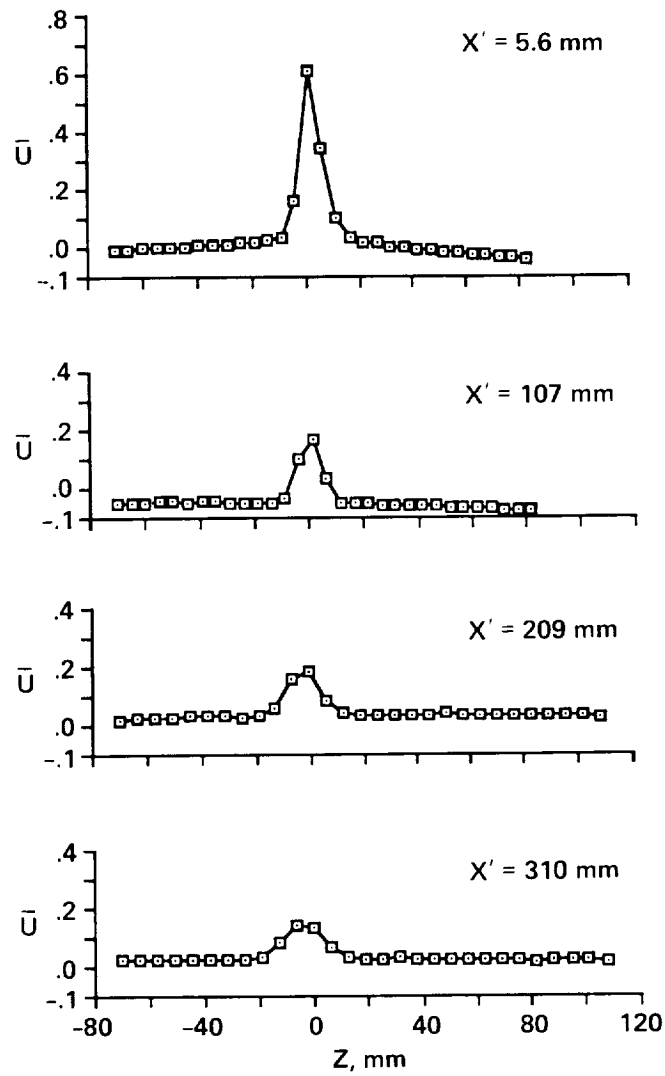 .8
X′ = 5.6 mm
.6
Ū
.4
.2
.0
-.1
.4
X′ = 107 mm
.2
Ū
.0
-.1
.4
X′ = 209 mm
.2
Ū
.0
-.1
.4
X′ = 310 mm
.2
Ū
.0
-.1
-80 -40 0 40 80 120
Z, mm